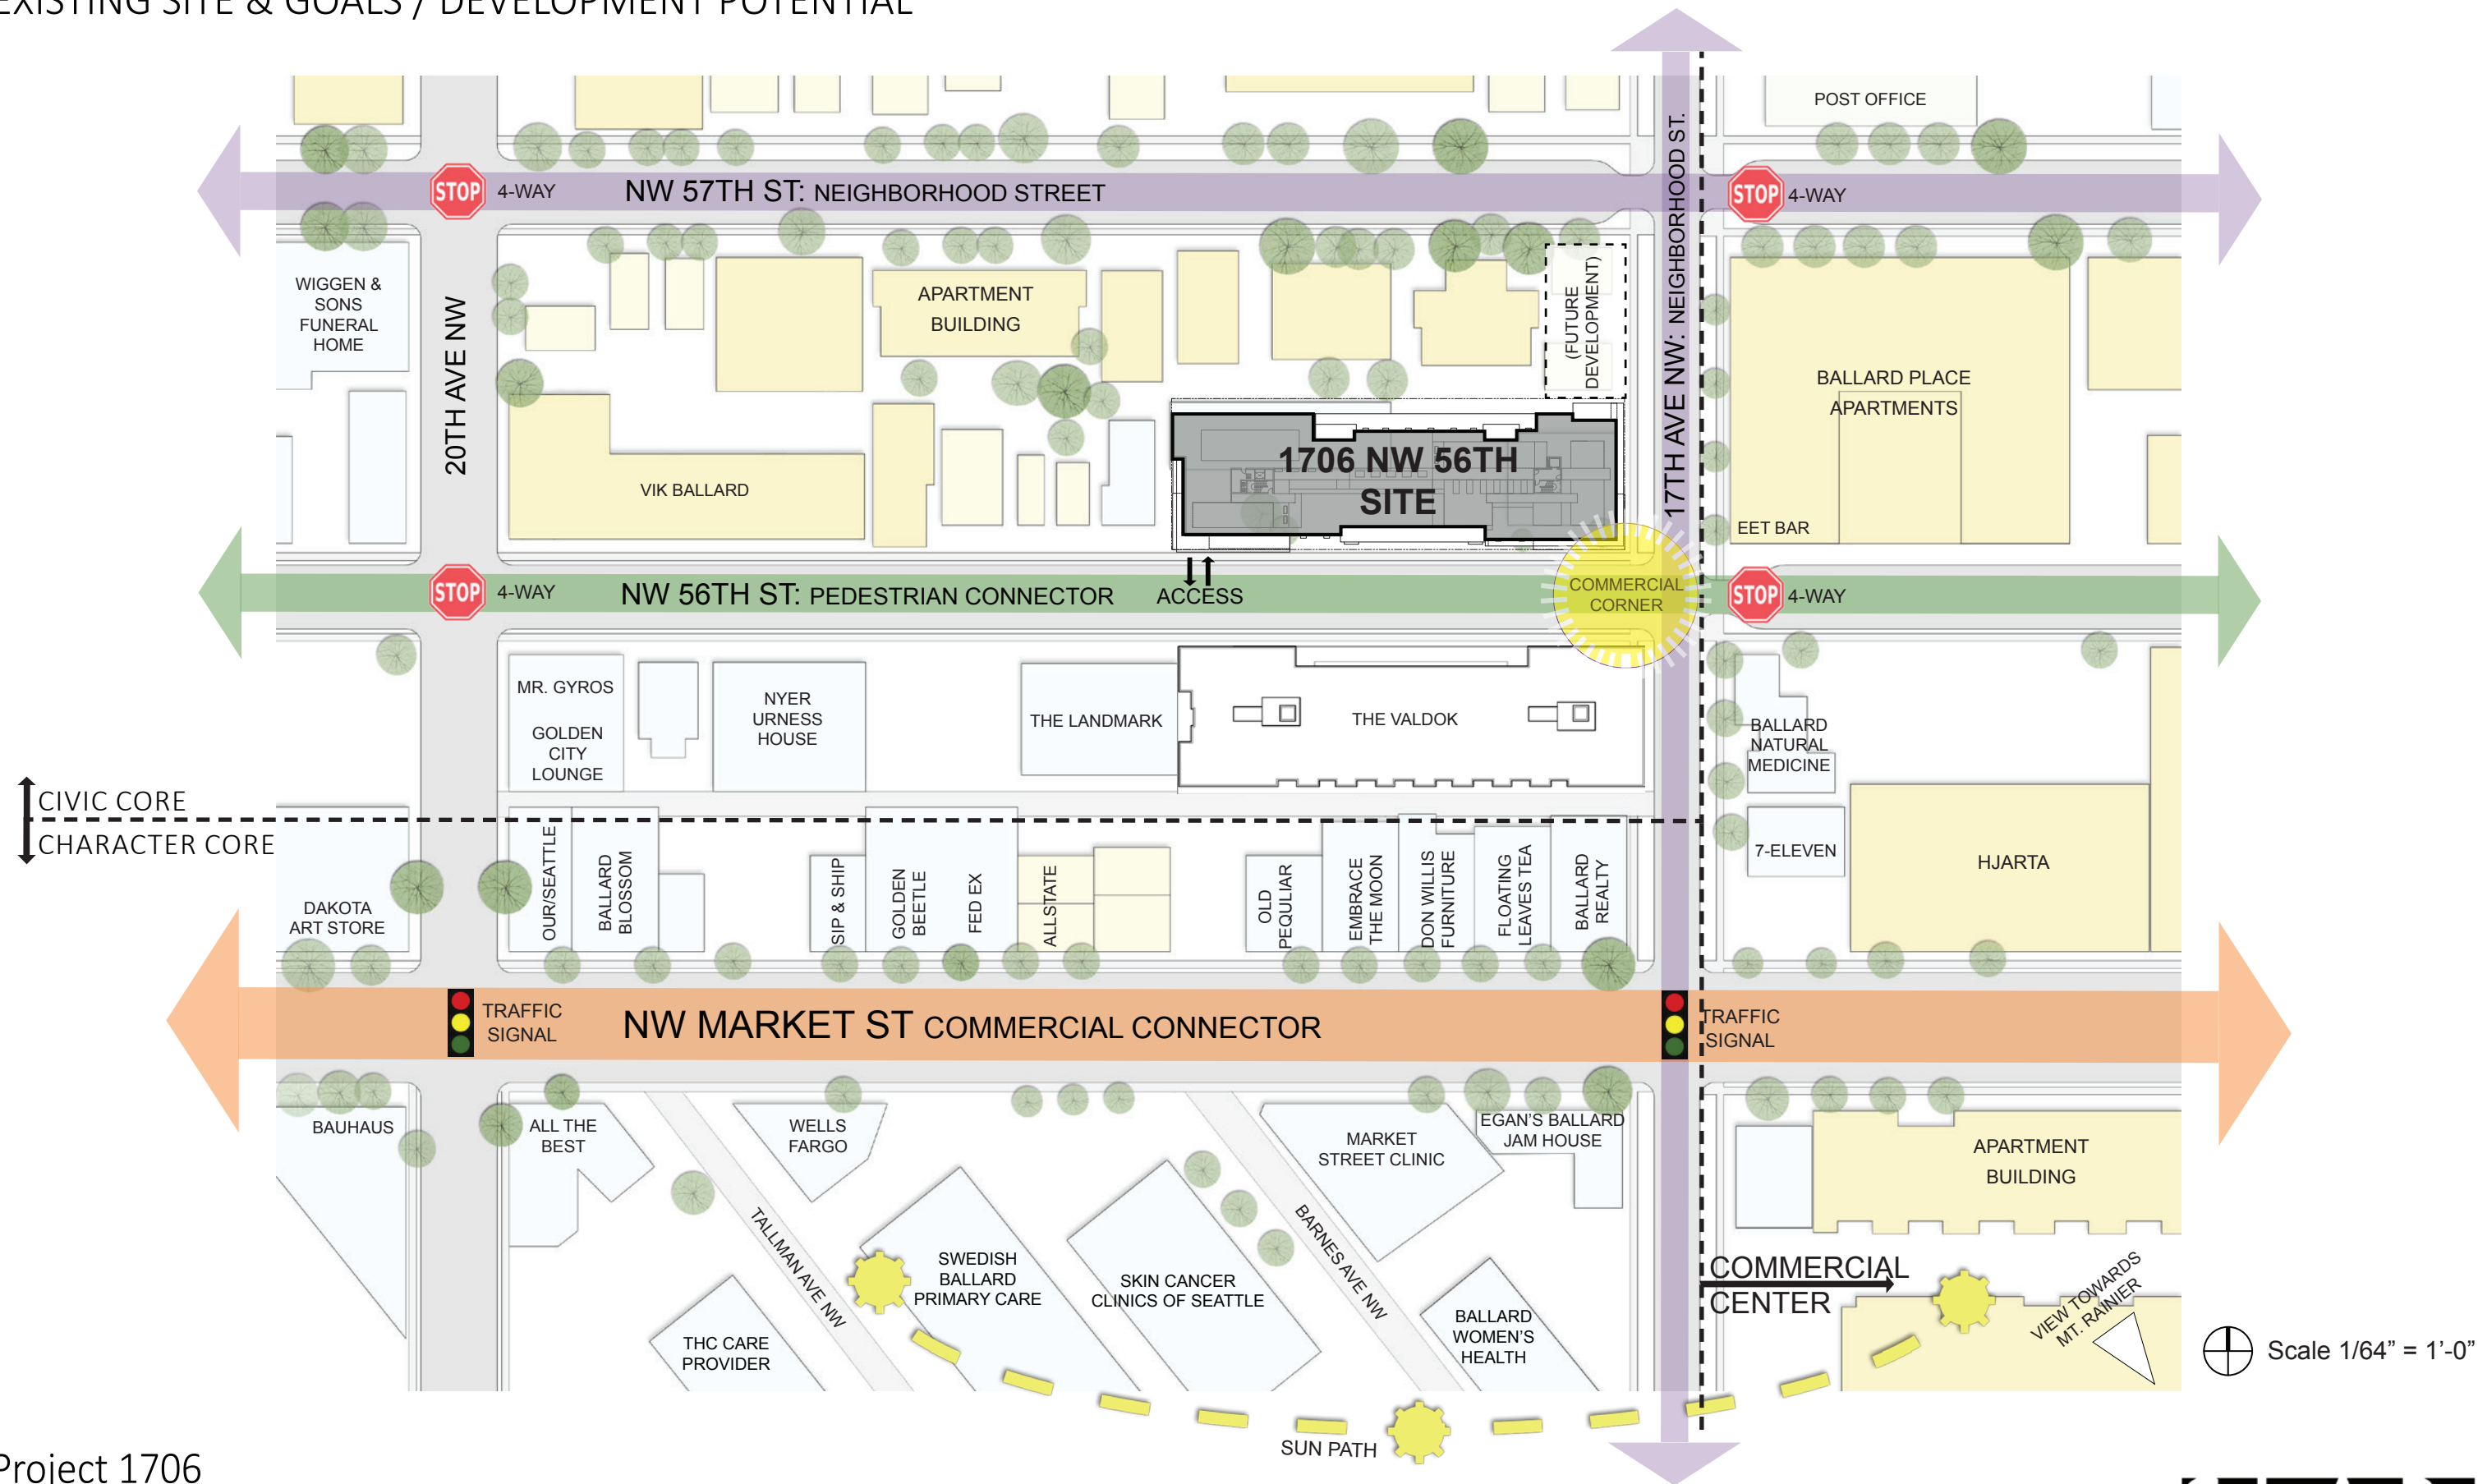 EXISTING SITE & GOALS / DEVELOPMENT POTENTIAL
POST OFFICE
17TH AVE NW: NEIGHBORHOOD ST.
STOP
4-WAY
NW 57TH ST: NEIGHBORHOOD STREET
STOP
4-WAY
WIGGEN &
SONS
FUNERAL
HOME
20TH AVE NW
APARTMENT
BUILDING
(FUTURE
DEVELOPMENT)
BALLARD PLACE
APARTMENTS
VIK BALLARD
1706 NW 56TH
SITE
EET BAR
STOP
4-WAY
NW 56TH ST: PEDESTRIAN CONNECTOR
ACCESS
COMMERCIAL
CORNER
STOP
4-WAY
MR. GYROS
GOLDEN
CITY
LOUNGE
NYER
URNESS
HOUSE
THE LANDMARK
THE VALDOK
BALLARD
NATURAL
MEDICINE
CIVIC CORE
CHARACTER CORE
DAKOTA
ART STORE
OUR/SEATTLE
BALLARD
BLOSSOM
SIP & SHIP
GOLDEN
BEETLE
FED EX
ALLSTATE
OLD
PEQULIAR
EMBRACE
THE MOON
DON WILLIS
FURNITURE
FLOATING
LEAVES TEA
BALLARD
REALTY
7-ELEVEN
HJARTA
TRAFFIC
SIGNAL
NW MARKET ST COMMERCIAL CONNECTOR
TRAFFIC
SIGNAL
BAUHAUS
ALL THE
BEST
WELLS
FARGO
MARKET
STREET CLINIC
EGAN'S BALLARD
JAM HOUSE
APARTMENT
BUILDING
TALLMAN AVE NW
SWEDISH
BALLARD
PRIMARY CARE
SKIN CANCER
CLINICS OF SEATTLE
BARNES AVE NW
BALLARD
WOMEN'S
HEALTH
THC CARE
PROVIDER
COMMERCIAL
CENTER
VIEW TOWARDS
MT. RAINIER
Scale 1/64” = 1’-0”
SUN PATH
Project 1706